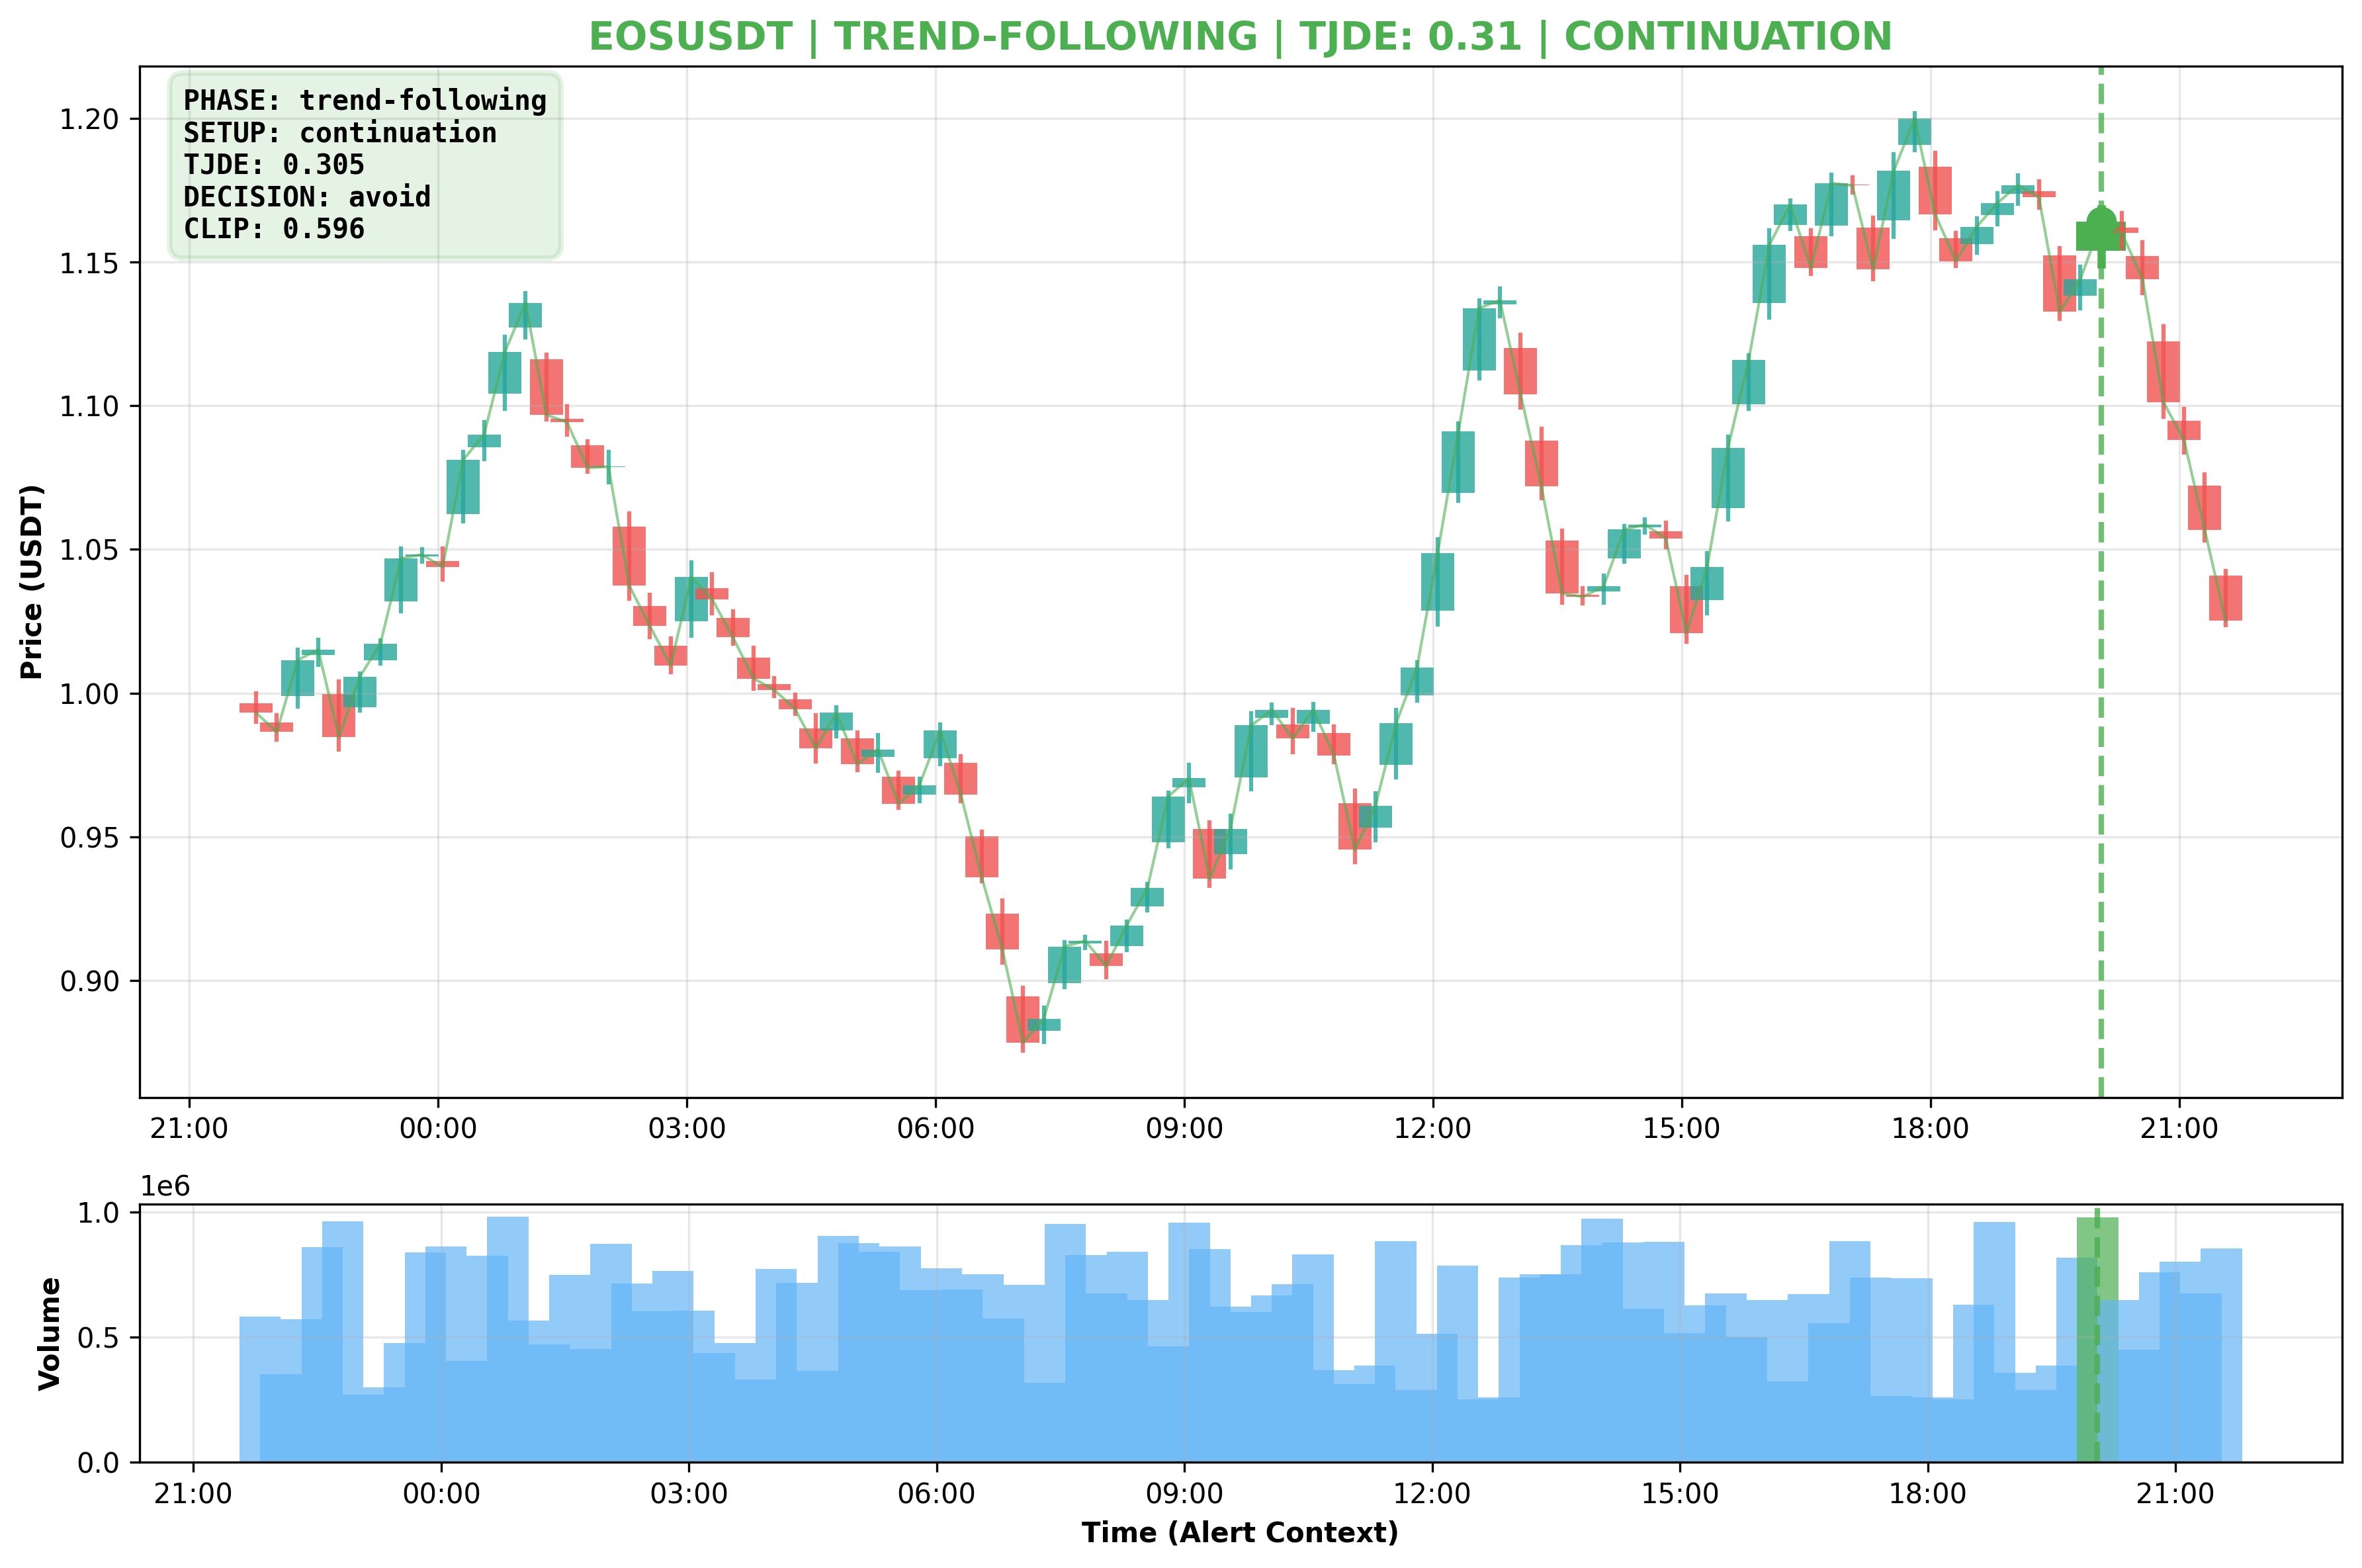 EOSUSDT | TREND-FOLLOWING | TJDE: 0.31 | CONTINUATION
PHASE: trend-following
SETUP: continuation
TJDE: 0.305
DECISION: avoid
CLIP: 0.596
Price (USDT)
1.20
1.15
1.10
1.05
1.00
0.95
0.90
21:00 00:00 03:00 06:00 09:00 12:00 15:00 18:00 21:00
1e6
Volume
1.0
0.5
0.0
21:00 00:00 03:00 06:00 09:00 12:00 15:00 18:00 21:00
Time (Alert Context)